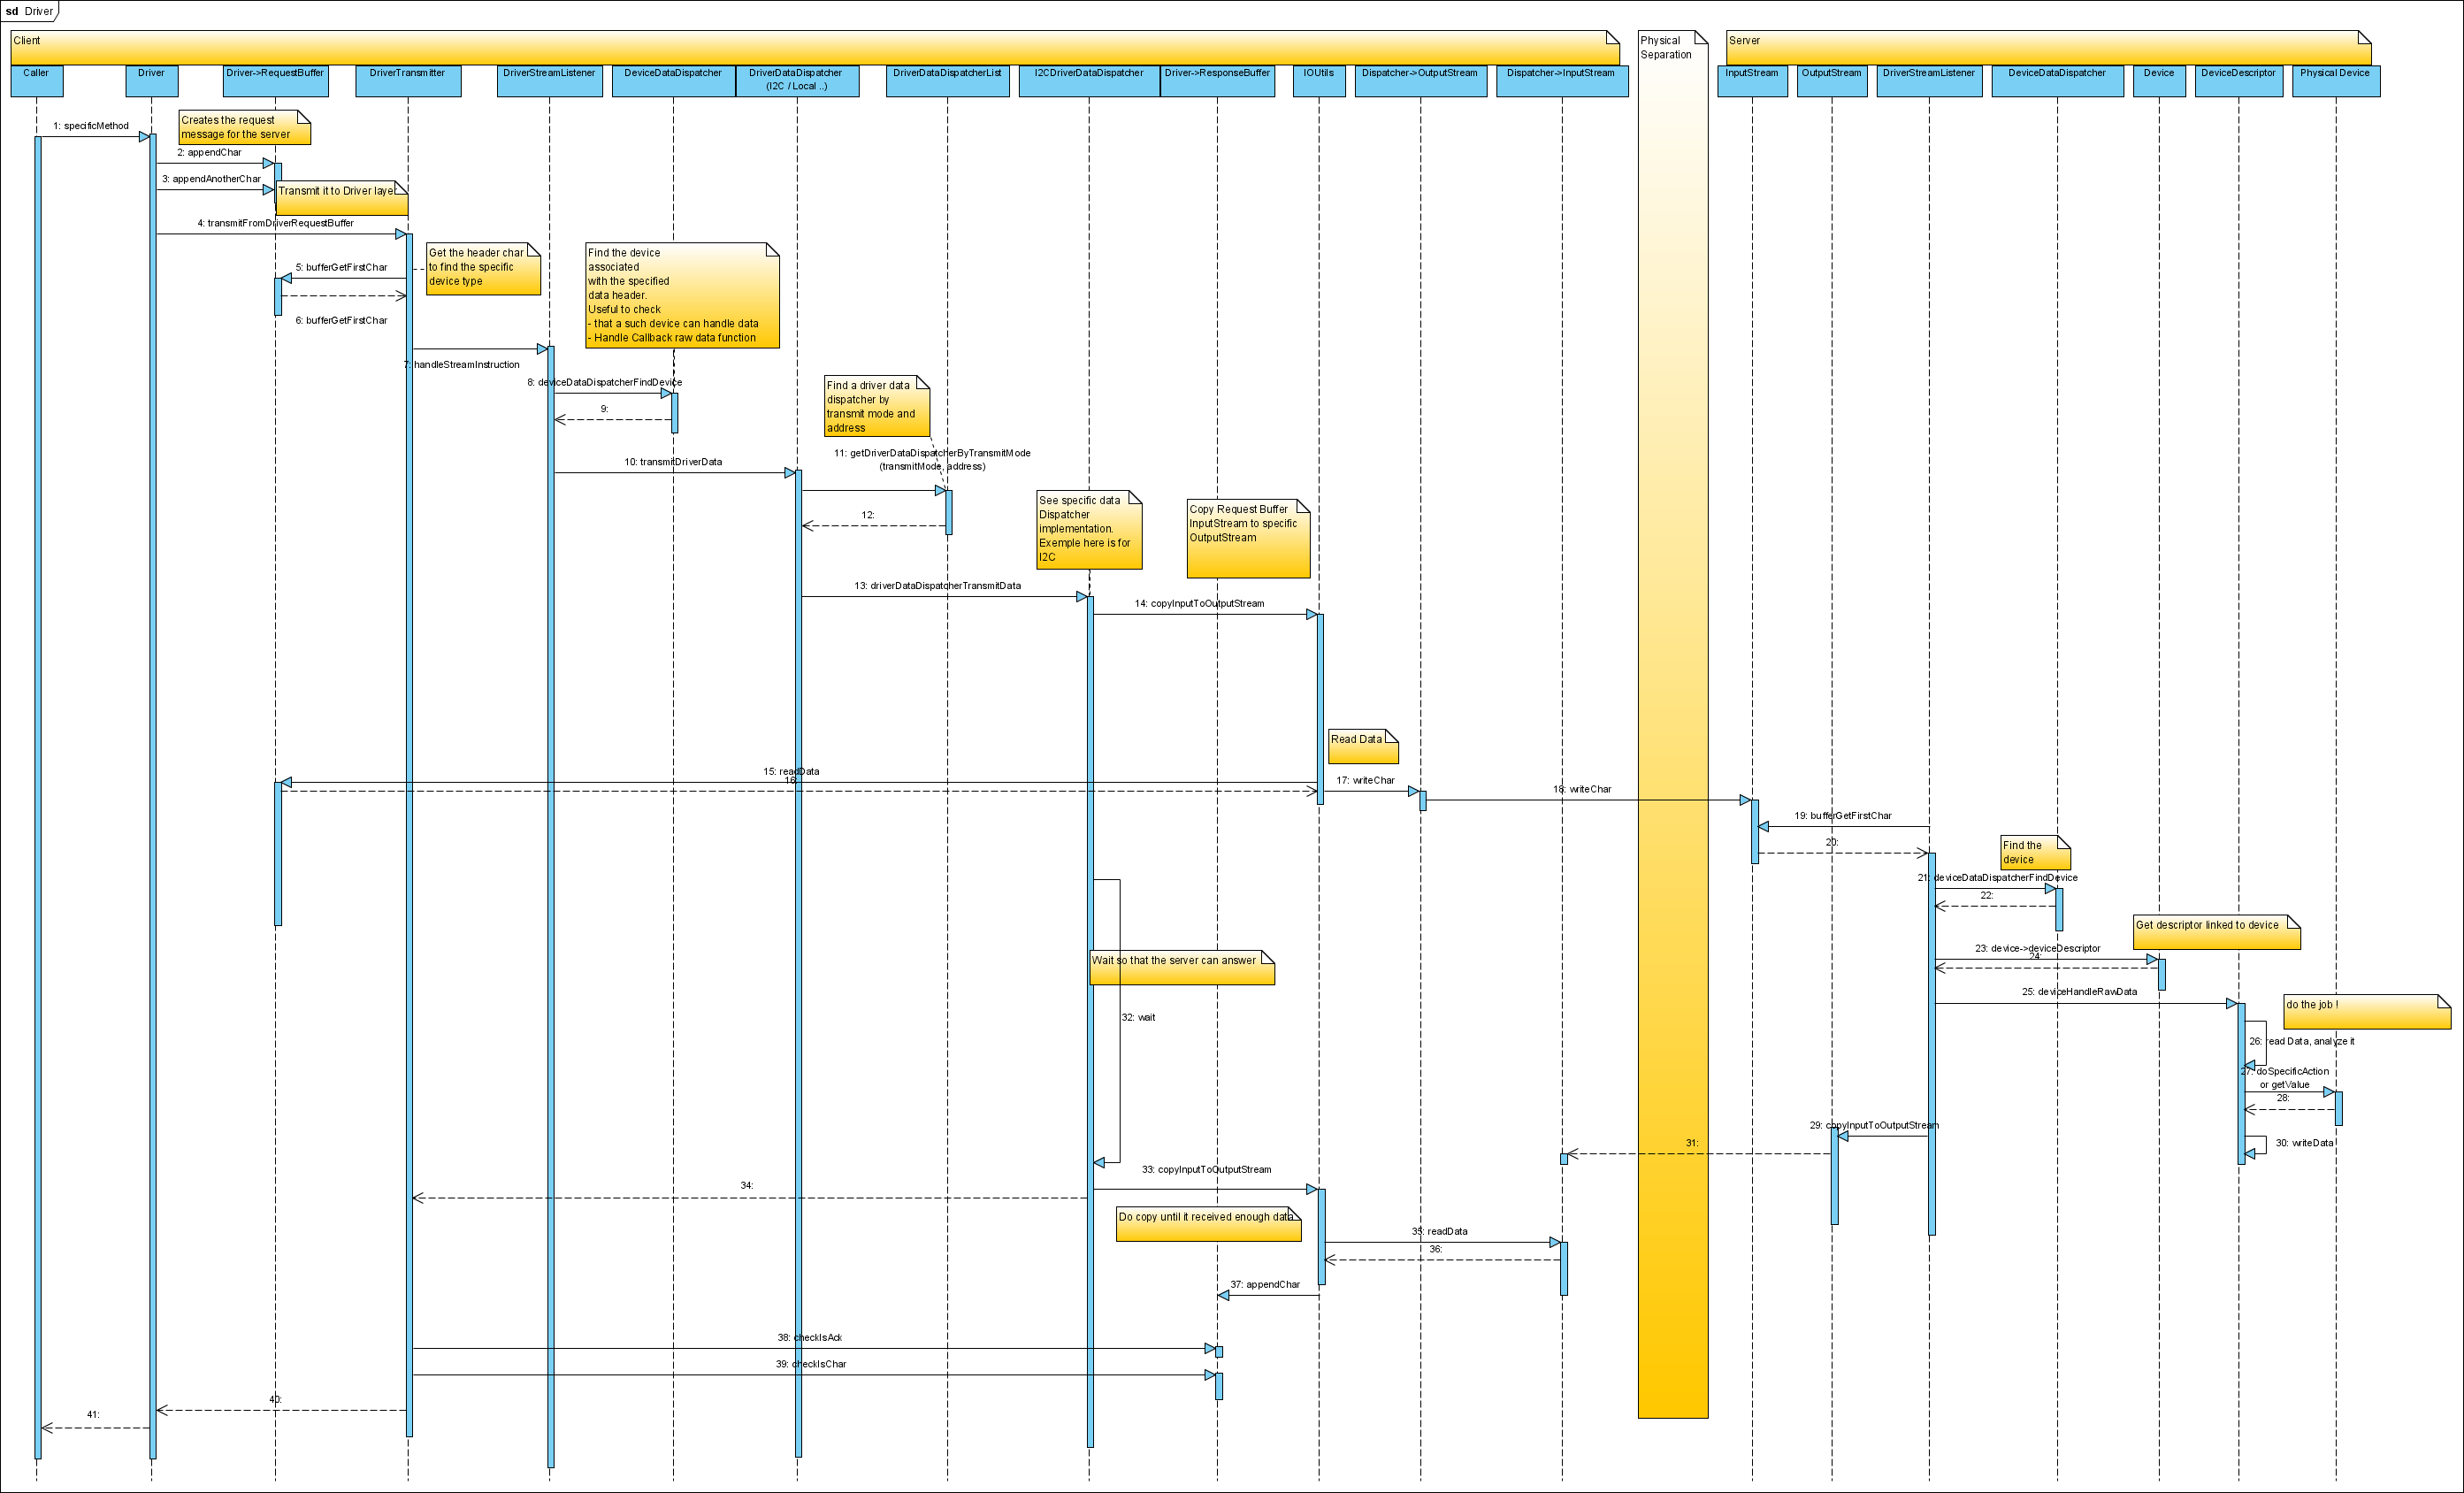 sd Driver
Client
Physical
Separation
Server
Caller
Driver
Driver->RequestBuffer
DriverTransmitter
DriverStreamListener
DeviceDataDispatcher
DriverDataDispatcher
(I2C / Local ..)
DriverDataDispatcherList
I2CDriverDataDispatcher
Driver->ResponseBuffer
IOUtils
Dispatcher->OutputStream
Dispatcher->InputStream
InputStream
OutputStream
DriverStreamListener
DeviceDataDispatcher
Device
DeviceDescriptor
Physical Device
Creates the request
message for the server
1: specificMethod
2: appendChar
3: appendAnotherChar
Transmit it to Driver layer
4: transmitFromDriverRequestBuffer
Get the header char
to find the specific
device type
5: bufferGetFirstChar
6: bufferGetFirstChar
Find the device
associated
with the specified
data header.
Useful to check
- that a such device can handle data
- Handle Callback raw data function
7: handleStreamInstruction
8: deviceDataDispatcherFindDevice
9:
Find a driver data
dispatcher by
transmit mode and
address
10: transmitDriverData
11: getDriverDataDispatcherByTransmitMode
(transmitMode, address)
12:
See specific data
Dispatcher
implementation.
Exemple here is for
I2C
Copy Request Buffer
InputStream to specific
OutputStream
13: driverDataDispatcherTransmitData
14: copyInputToOutputStream
Read Data
15: readData
16:
17: writeChar
18: writeChar
19: bufferGetFirstChar
20:
Find the
device
21: deviceDataDispatcherFindDevice
22:
Get descriptor linked to device
23: device->deviceDescriptor
24:
Wait so that the server can answer
25: deviceHandleRawData
do the job !
32: wait
26: read Data, analyze it
27: doSpecificAction
or getValue
28:
29: copyInputToOutputStream
30: writeData
31:
33: copyInputToOutputStream
34:
Do copy until it received enough data
35: readData
36:
37: appendChar
38: checkIsAck
39: checkIsChar
40:
41: